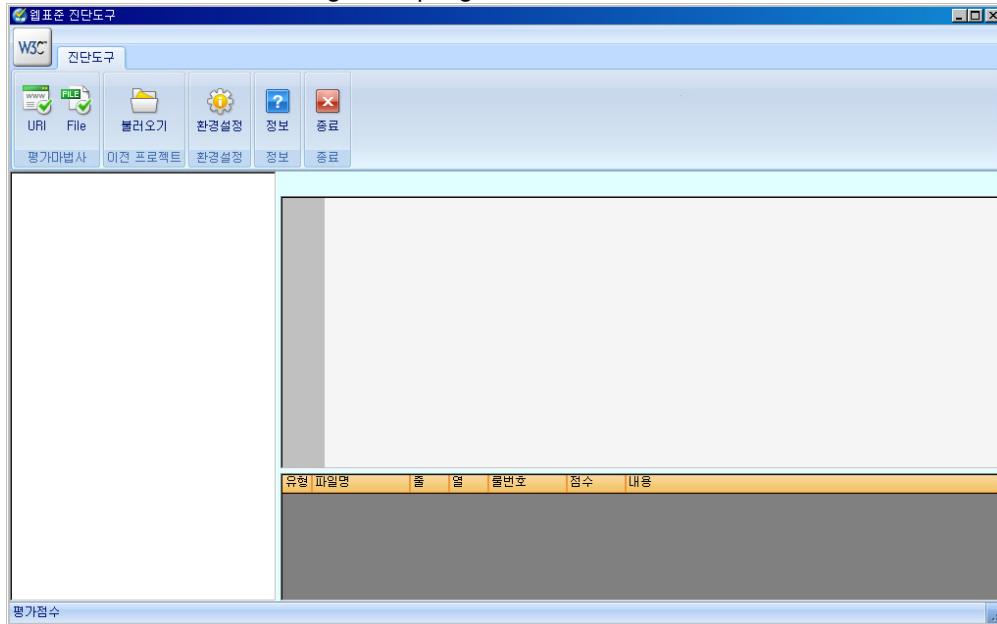 웹표준 진단도구
W3C
진단도구
www FILE
URI File 불러오기 환경설정 정보 종료
평가마법사 이전 프로젝트 환경설정 정보 종료
유형 파일명 줄 열 룰번호 점수 내용
평가점수